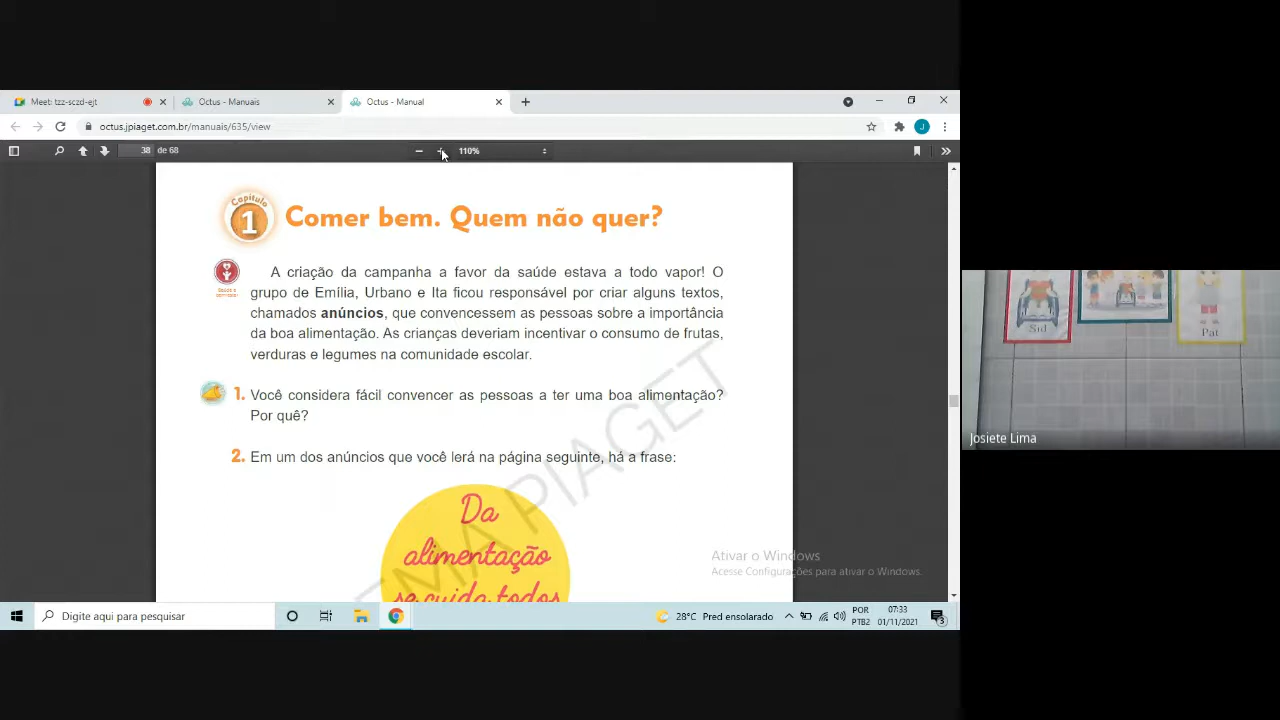 Meet: tzz-sczd-ejt
Octus - Manuais
Octus - Manual
octus.jpiaget.com.br/manuais/635/view
J
38 de 68
110%
Capítulo
1
Comer bem. Quem não quer?
A criação da campanha a favor da saúde estava a todo vapor! O
grupo de Emília, Urbano e Ita ficou responsável por criar alguns textos,
chamados anúncios, que convencessem as pessoas sobre a importância
da boa alimentação. As crianças deveriam incentivar o consumo de frutas,
verduras e legumes na comunidade escolar.
1. Você considera fácil convencer as pessoas a ter uma boa alimentação?
Por quê?
2. Em um dos anúncios que você lerá na página seguinte, há a frase:
Da
alimentação
se cuida todos
EMA PIAGET
Ativar o Windows
Acesse Configurações para ativar o Windows.
Digite aqui para pesquisar
28°C Pred ensolarado
POR
PTB2
07:33
01/11/2021
3
Sid
Pat
Josiete Lima